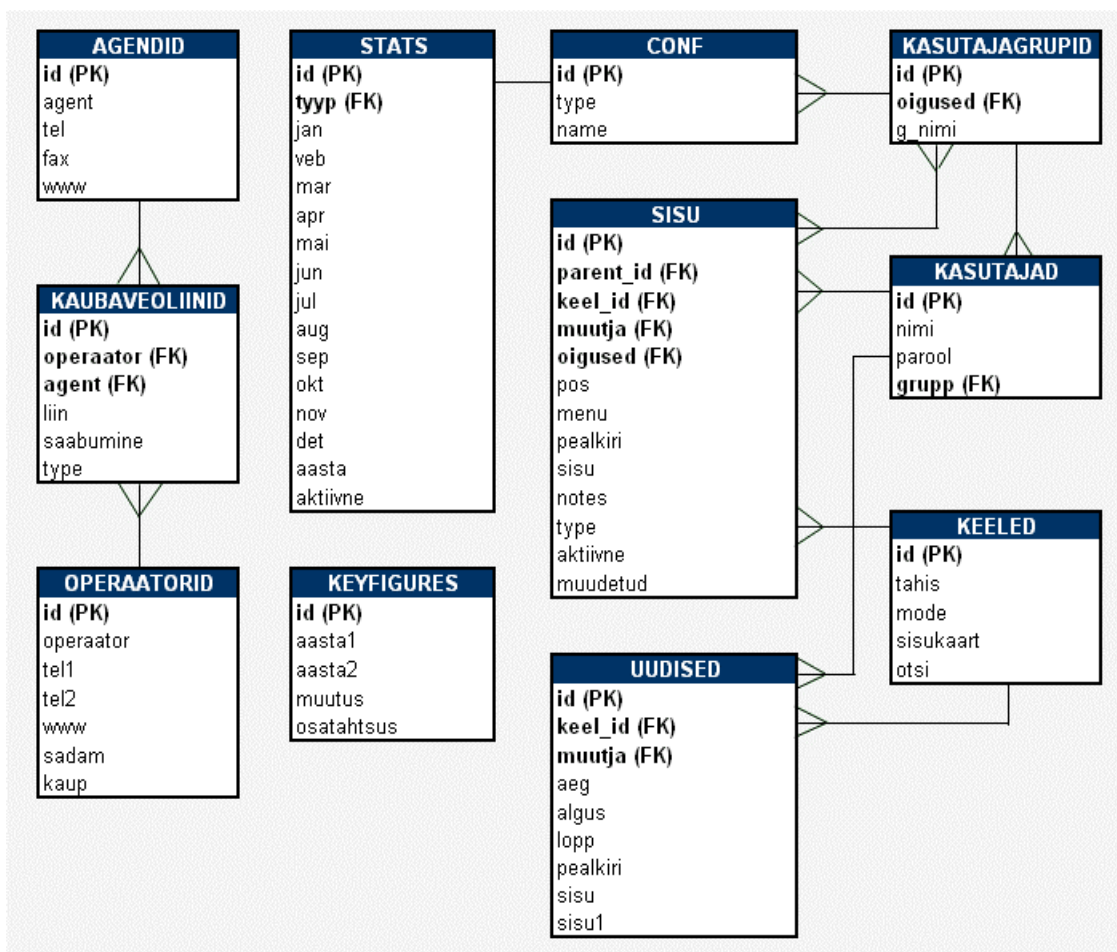 AGENDID
id (PK)
agent
tel
fax
www
KAUBAVEOLIINID
id (PK)
operaator (FK)
agent (FK)
liin
saabumine
type
OPERAATORID
id (PK)
operaator
tel1
tel2
www
sadam
kaup
STATS
id (PK)
tyyp (FK)
jan
veb
mar
apr
mai
jun
jul
aug
sep
okt
nov
det
aasta
aktiivne
KEYFIGURES
id (PK)
aasta1
aasta2
muutus
osatahtsus
CONF
id (PK)
type
name
SISU
id (PK)
parent_id (FK)
keel_id (FK)
muutja (FK)
oigused (FK)
pos
menu
pealkiri
sisu
notes
type
aktiivne
muudetud
UUDISED
id (PK)
keel_id (FK)
muutja (FK)
aeg
algus
lopp
pealkiri
sisu
sisu1
KASUTAJAGRUPID
id (PK)
oigused (FK)
g_nimi
KASUTAJAD
id (PK)
nimi
parool
grupp (FK)
KEELED
id (PK)
tahis
mode
sisukaart
otsi